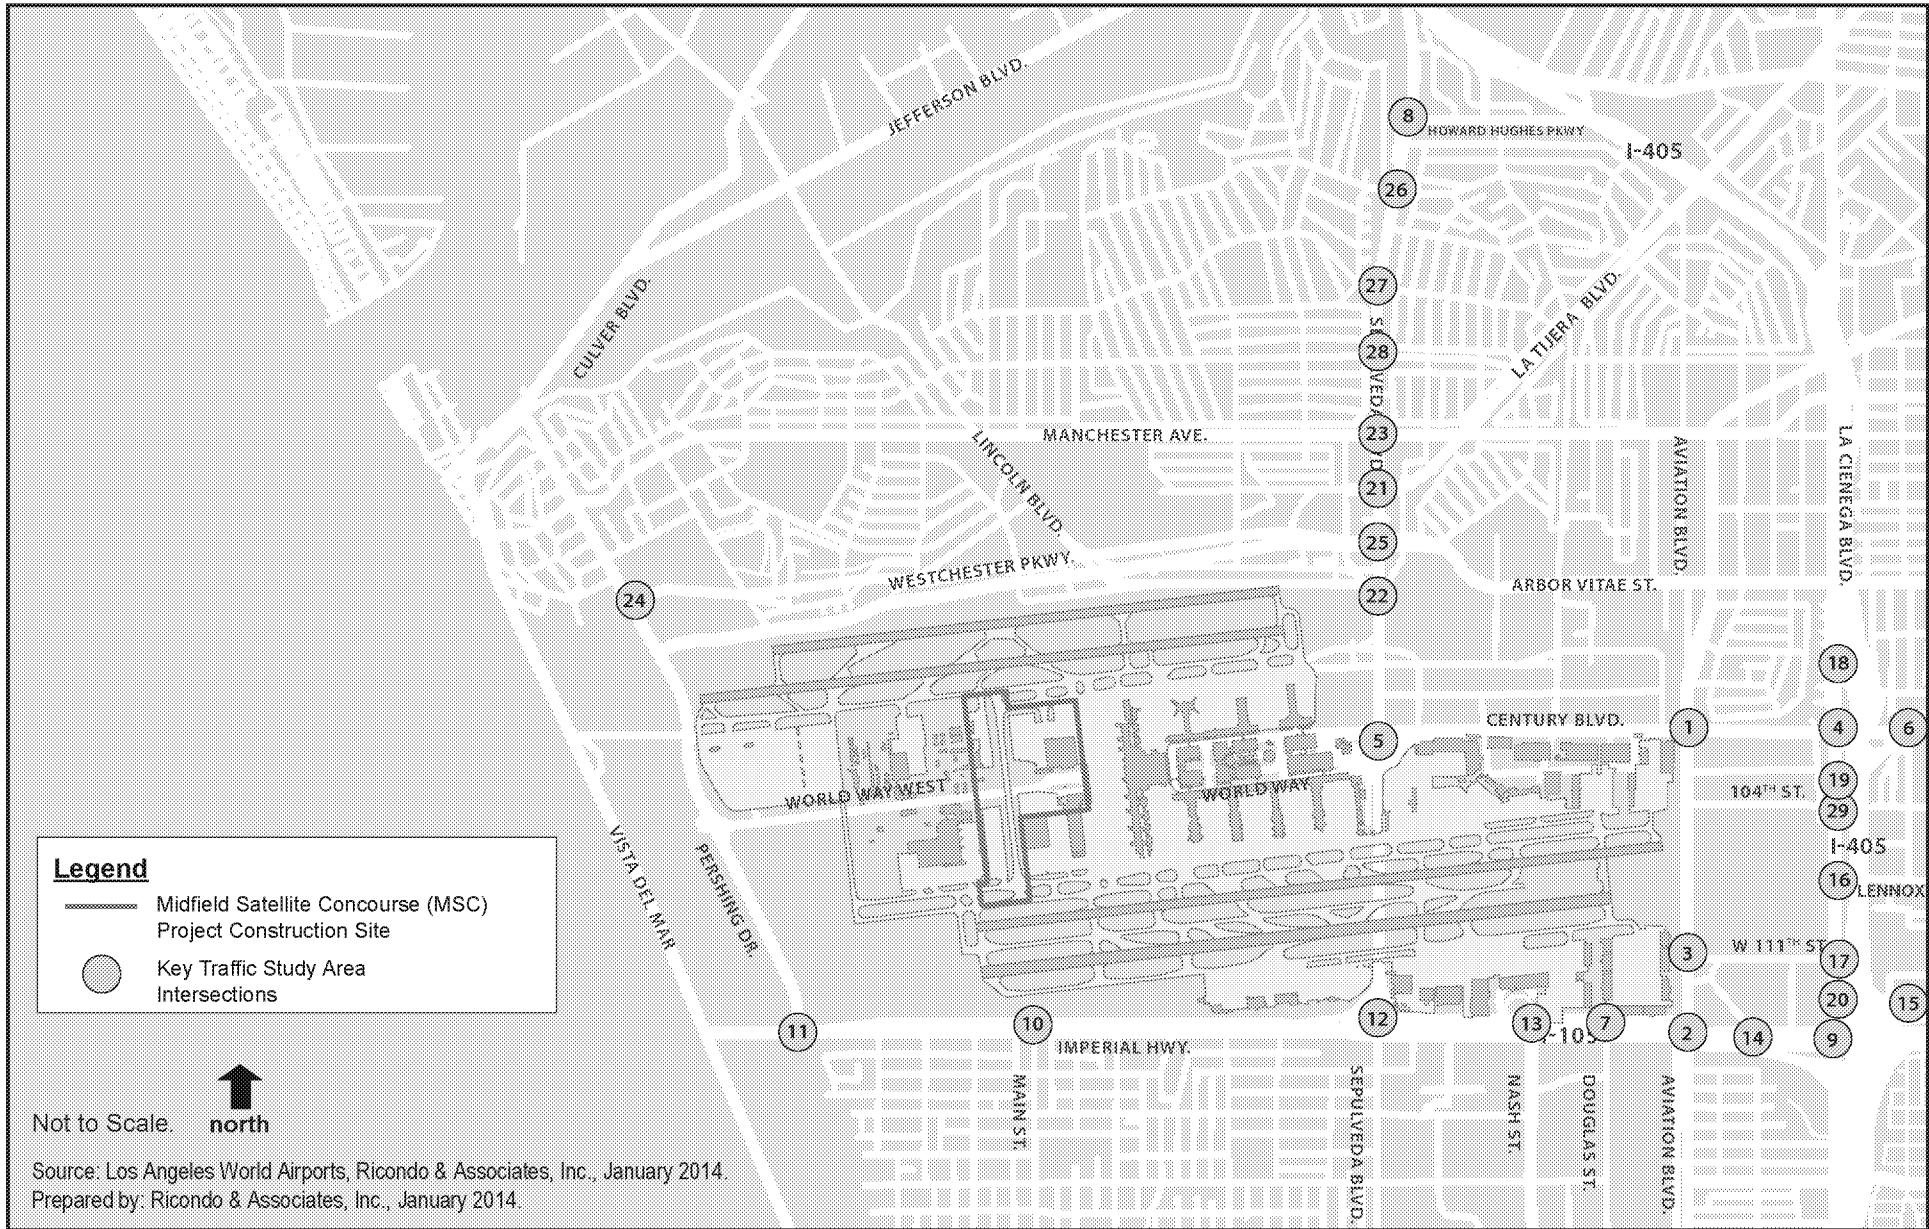 JEFFERSON BLVD.
8
HOWARD HUGHES PKWY
I-405
26
27
CULVER BLVD.
LA TIJERA BLVD.
28
SEPULVEDA BLVD
23
MANCHESTER AVE.
LINCOLN BLVD.
21
AVIATION BLVD.
LA CIENEGA BLVD.
25
WESTCHESTER PKWY.
22
ARBOR VITAE ST.
24
18
CENTURY BLVD.
5
1
4
6
WORLD WAY WEST
WORLD WAY
19
104TH ST.
29
I-405
16
LENNOX
VISTA DEL MAR
PERSHING DR.
3
W 111TH ST
17
20
15
11
10
12
13
I-105
7
2
14
9
IMPERIAL HWY.
MAIN ST.
SEPULVEDA BLVD.
NASH ST.
DOUGLAS ST.
AVIATION BLVD.
Legend
Midfield Satellite Concourse (MSC)
Project Construction Site
Key Traffic Study Area
Intersections
Not to Scale.
north
Source: Los Angeles World Airports, Ricondo & Associates, Inc., January 2014.
Prepared by: Ricondo & Associates, Inc., January 2014.